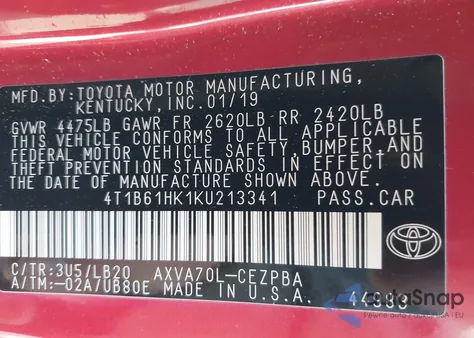 MFD.BY: TOYOTA MOTOR MANUFACTURING,
KENTUCKY, INC. 01/19
GVWR 4475LB GAWR FR 2620LB RR 2420LB
THIS VEHICLE CONFORMS TO ALL APPLICABLE
FEDERAL MOTOR VEHICLE SAFETY, BUMPER, AND
THEFT PREVENTION STANDARDS IN EFFECT ON
THE DATE OF MANUFACTURE SHOWN ABOVE.
4T1B61HK1KU213341 PASS.CAR
C/TR:3U5/LB20 AXVA70L-CEZPBA
A/TM:-02A/UB80E MADE IN U.S.A.
TOYOTA